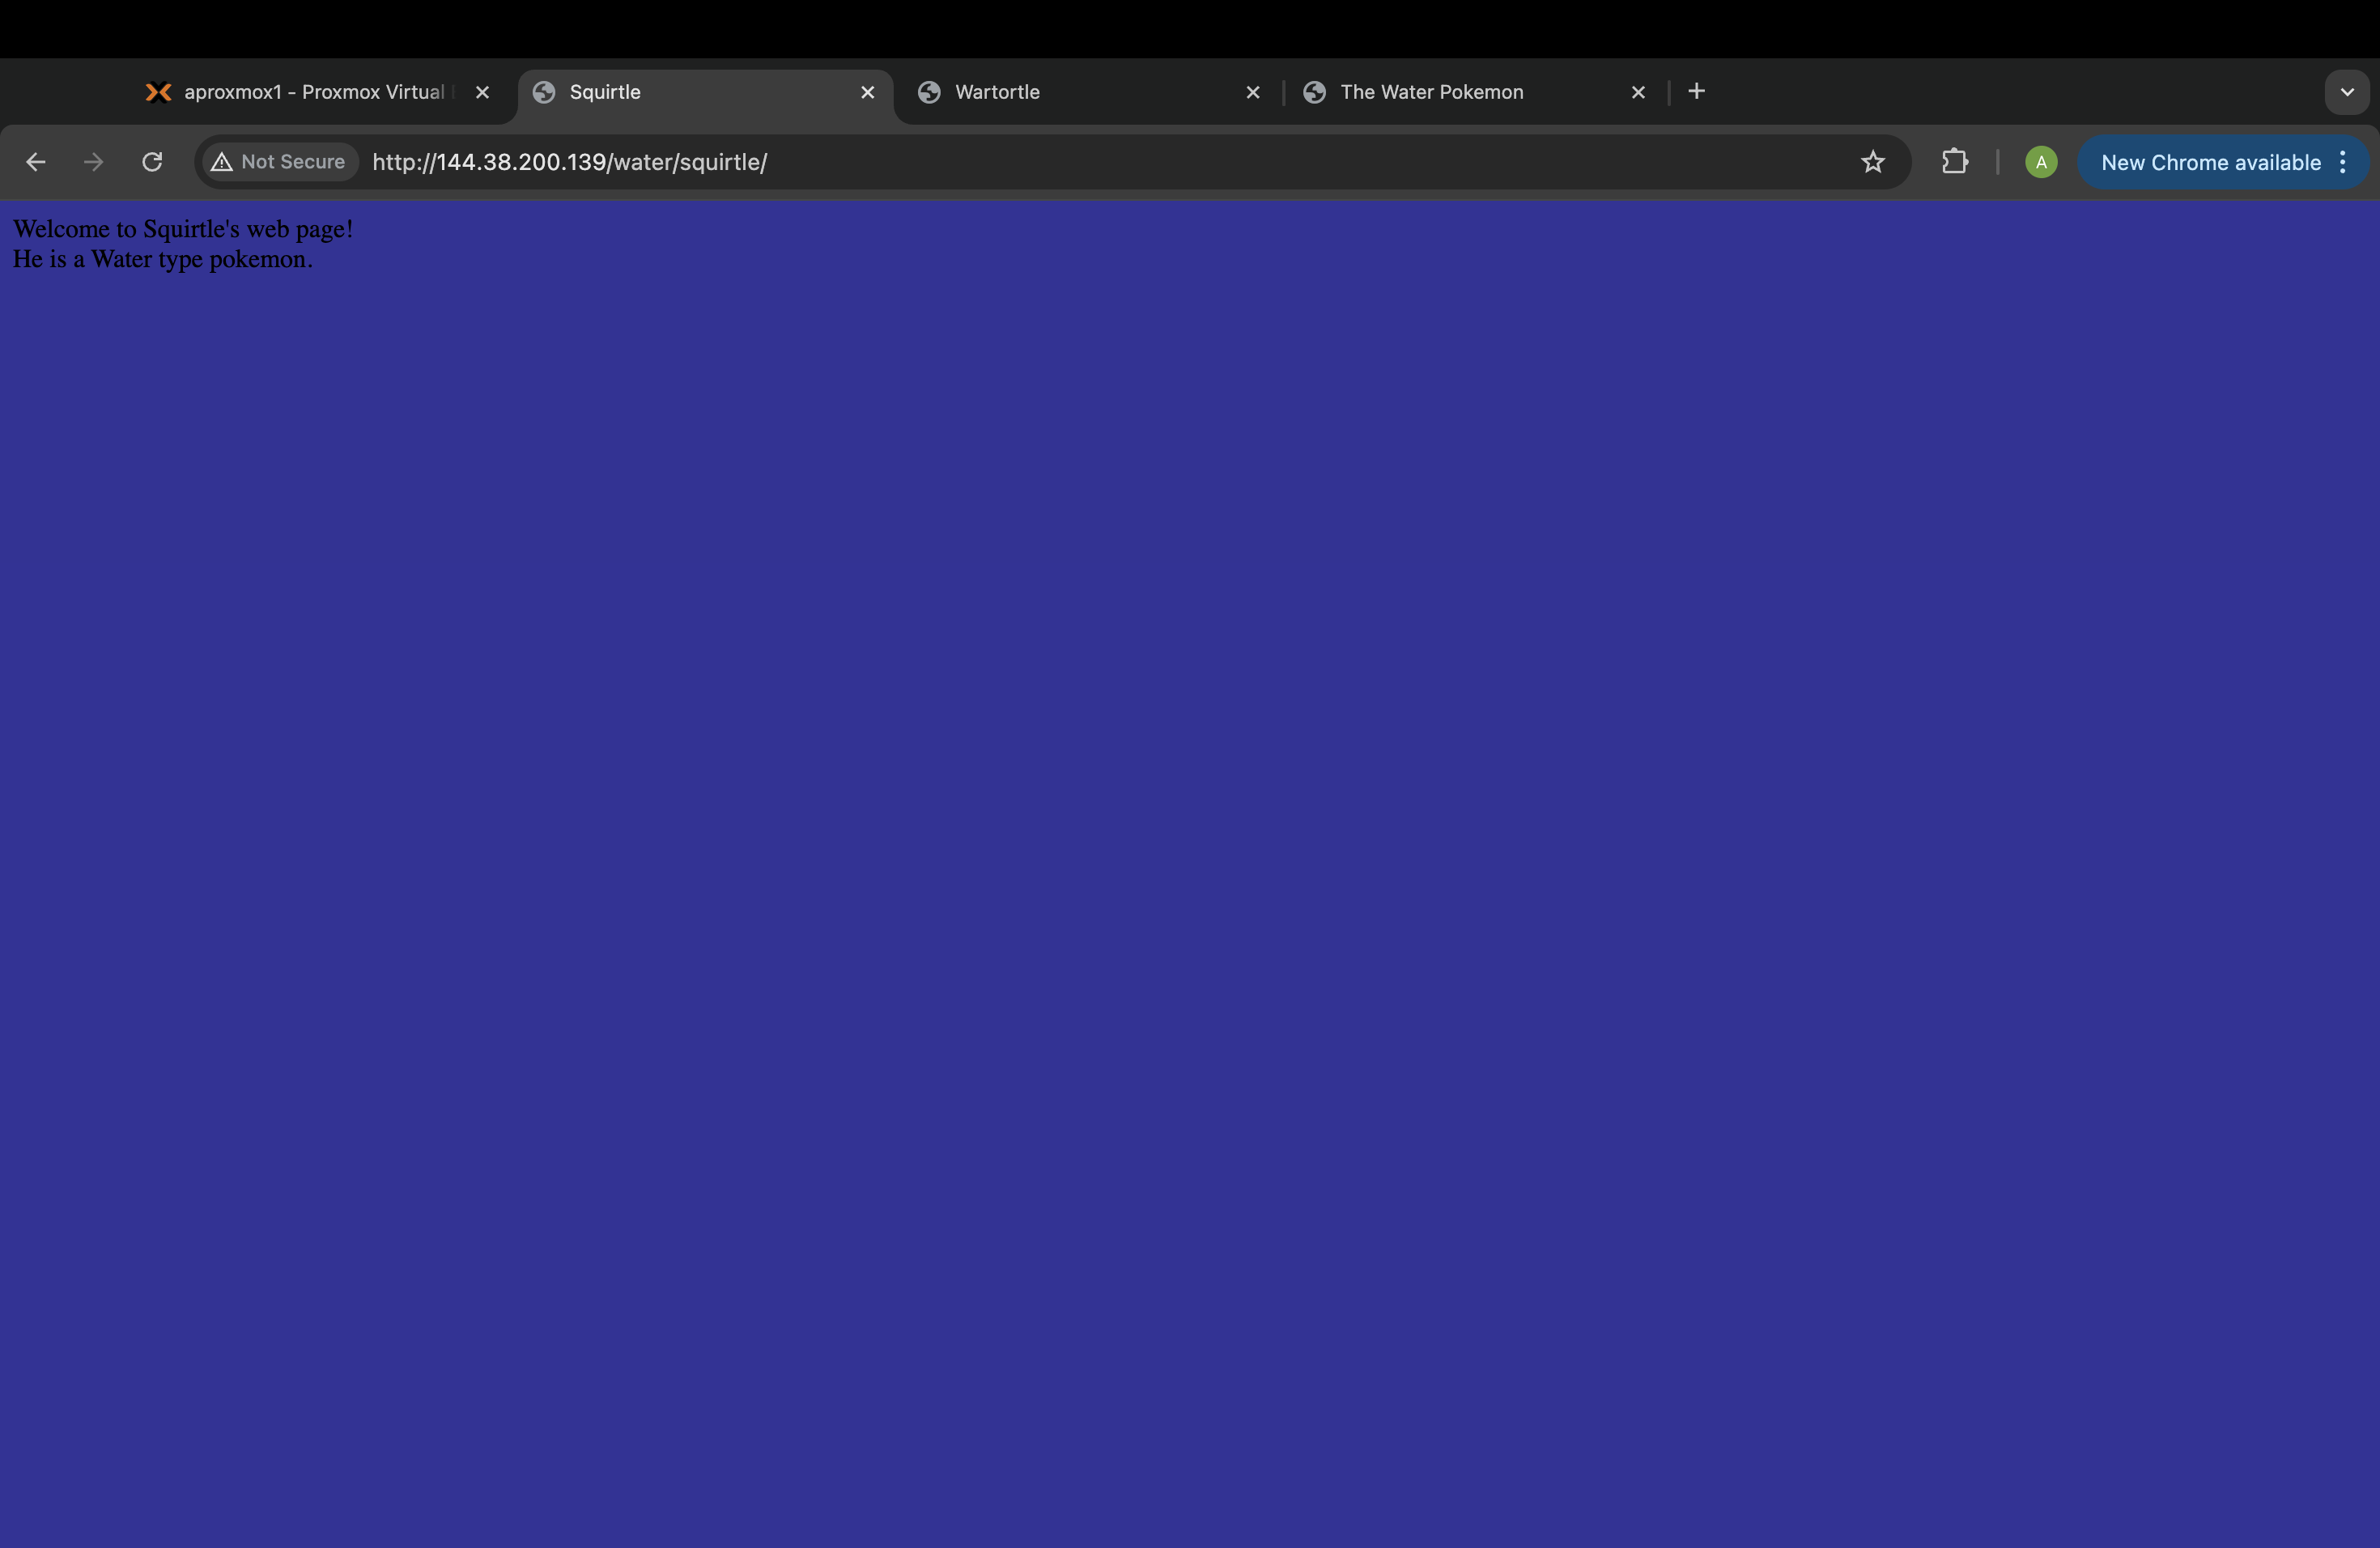 aproxmox1 - Proxmox Virtual
Squirtle
Wartortle
The Water Pokemon
Not Secure
http://144.38.200.139/water/squirtle/
A
New Chrome available
Welcome to Squirtle's web page!
He is a Water type pokemon.